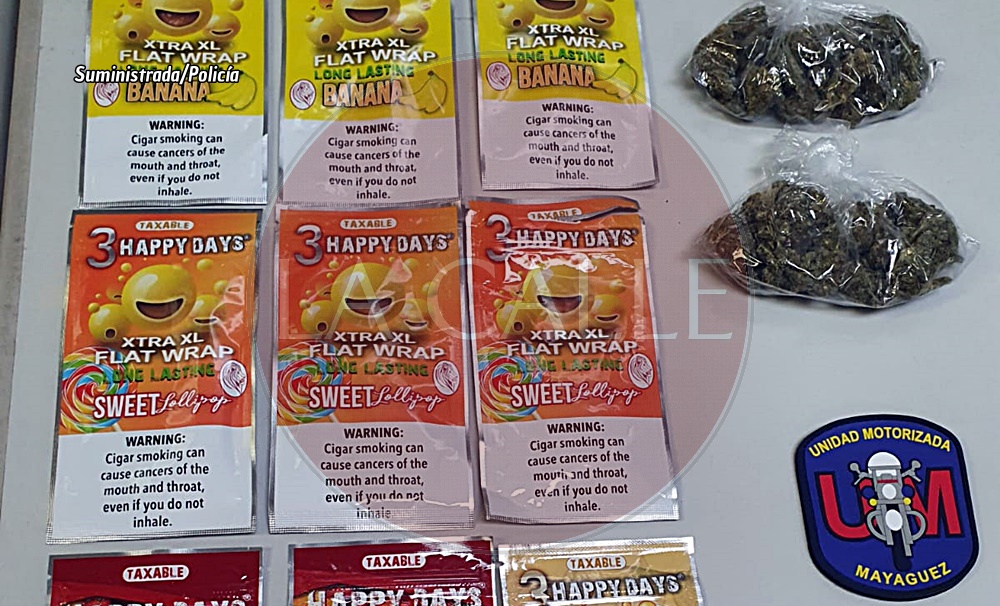 XTRA XL
FLAT WRAP
LONG LASTING
BANANA
WARNING:
Cigar smoking can
cause cancers of the
mouth and throat,
even if you do not
inhale.
XTRA XL
FLAT WRAP
LONG LASTING
BANANA
WARNING:
Cigar smoking can
cause cancers of the
mouth and throat,
even if you do not
inhale.
XTRA XL
FLAT WRAP
LONG LASTING
BANANA
WARNING:
Cigar smoking can
cause cancers of the
mouth and throat,
even if you do not
inhale.
Suministrada/Policía
TAXABLE
3 HAPPY DAYS
XTRA XL
FLAT WRAP
LONG LASTING
SWEET Lollipop
WARNING:
Cigar smoking can
cause cancers of the
mouth and throat,
even if you do not
inhale.
TAXABLE
3 HAPPY DAYS
XTRA XL
FLAT WRAP
LONG LASTING
SWEET Lollipop
WARNING:
Cigar smoking can
cause cancers of the
mouth and throat,
even if you do not
inhale.
TAXABLE
3 HAPPY DAYS
XTRA XL
FLAT WRAP
LONG LASTING
SWEET Lollipop
WARNING:
Cigar smoking can
cause cancers of the
mouth and throat,
even if you do not
inhale.
LA CALLE
UNIDAD MOTORIZADA
UM
MAYAGUEZ
TAXABLE
HAPPY DAYS
TAXABLE
HAPPY DAYS
TAXABLE
3 HAPPY DAYS